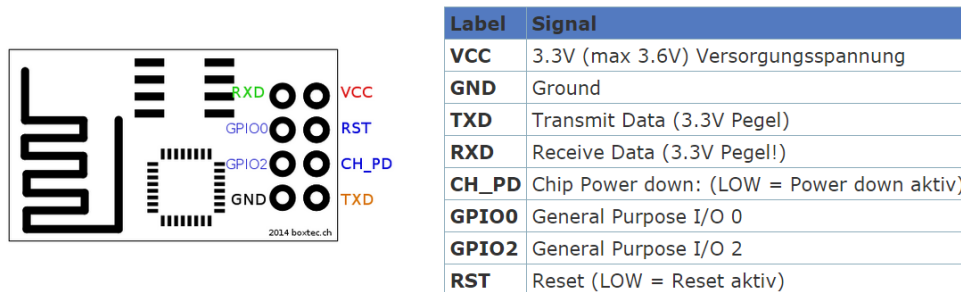 RXD VCC
GPIO0 RST
GPIO2 CH_PD
GND TXD
2014 boxtec.ch
Label Signal
VCC 3.3V (max 3.6V) Versorgungsspannung
GND Ground
TXD Transmit Data (3.3V Pegel)
RXD Receive Data (3.3V Pegel!)
CH_PD Chip Power down: (LOW = Power down aktiv)
GPIO0 General Purpose I/O 0
GPIO2 General Purpose I/O 2
RST Reset (LOW = Reset aktiv)